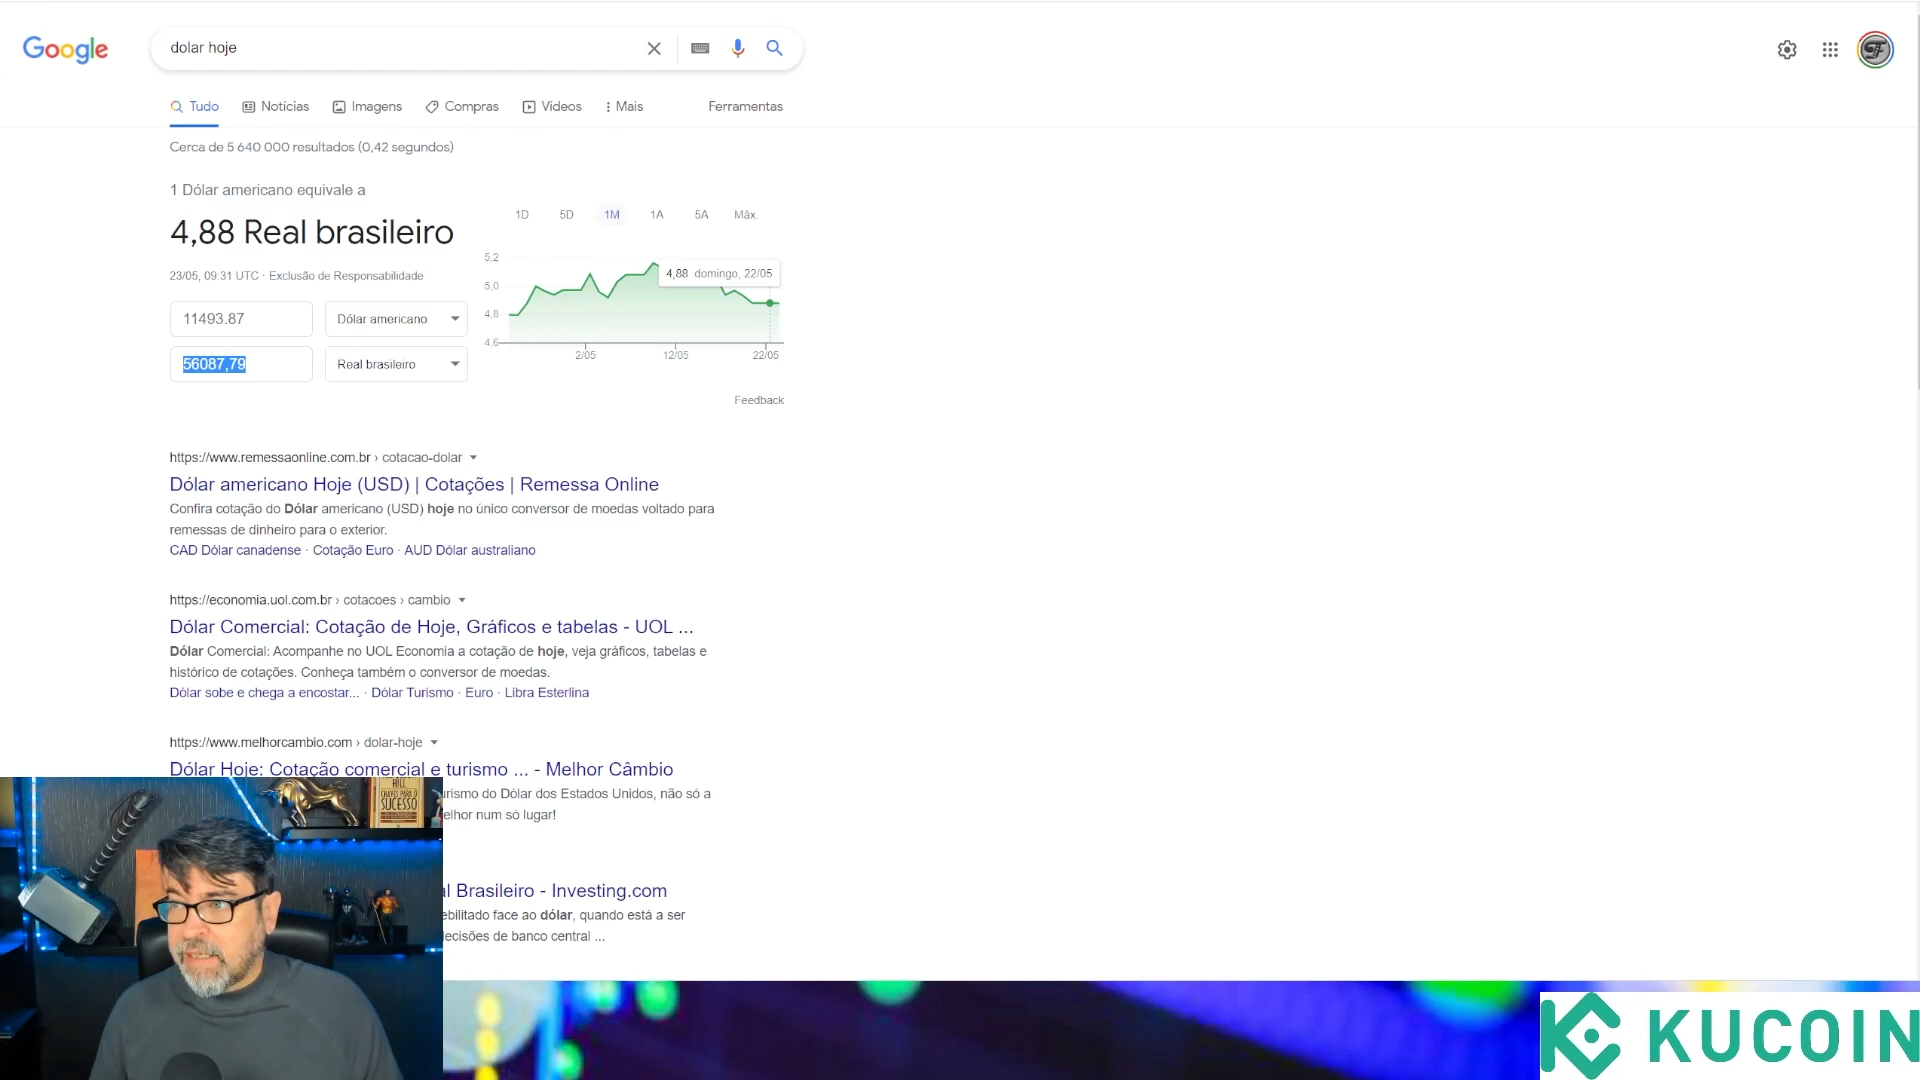 Google
dolar hoje
Tudo
Notícias
Imagens
Compras
Vídeos
Mais
Ferramentas
Cerca de 5 640 000 resultados (0,42 segundos)
1 Dólar americano equivale a
4,88 Real brasileiro
23/05, 09.31 UTC · Exclusão de Responsabilidade
11493.87
Dólar americano
56087,79
Real brasileiro
1D
5D
1M
1A
5A
Máx.
5,2
5,0
4,8
4,6
4,88 domingo, 22/05
2/05
12/05
22/05
Feedback
https://www.remessaonline.com.br › cotacao-dolar
Dólar americano Hoje (USD) | Cotações | Remessa Online
Confira cotação do Dólar americano (USD) hoje no único conversor de moedas voltado para
remessas de dinheiro para o exterior.
CAD Dólar canadense · Cotação Euro · AUD Dólar australiano
https://economia.uol.com.br › cotacoes › cambio
Dólar Comercial: Cotação de Hoje, Gráficos e tabelas - UOL ...
Dólar Comercial: Acompanhe no UOL Economia a cotação de hoje, veja gráficos, tabelas e
histórico de cotações. Conheça também o conversor de moedas.
Dólar sobe e chega a encostar... · Dólar Turismo · Euro · Libra Esterlina
https://www.melhorcambio.com › dolar-hoje
Dólar Hoje: Cotação comercial e turismo ... - Melhor Câmbio
urismo do Dólar dos Estados Unidos, não só a
elhor num só lugar!
al Brasileiro - Investing.com
ebilitado face ao dólar, quando está a ser
decisões de banco central ...
HILL
CHAVES PARA O
SUCESSO
KUCOIN